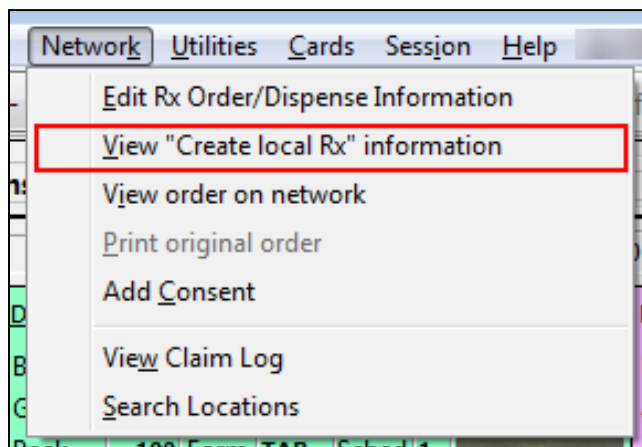 Network Utilities Cards Session Help
Edit Rx Order/Dispense Information
View "Create local Rx" information
View order on network
Print original order
Add Consent
View Claim Log
Search Locations